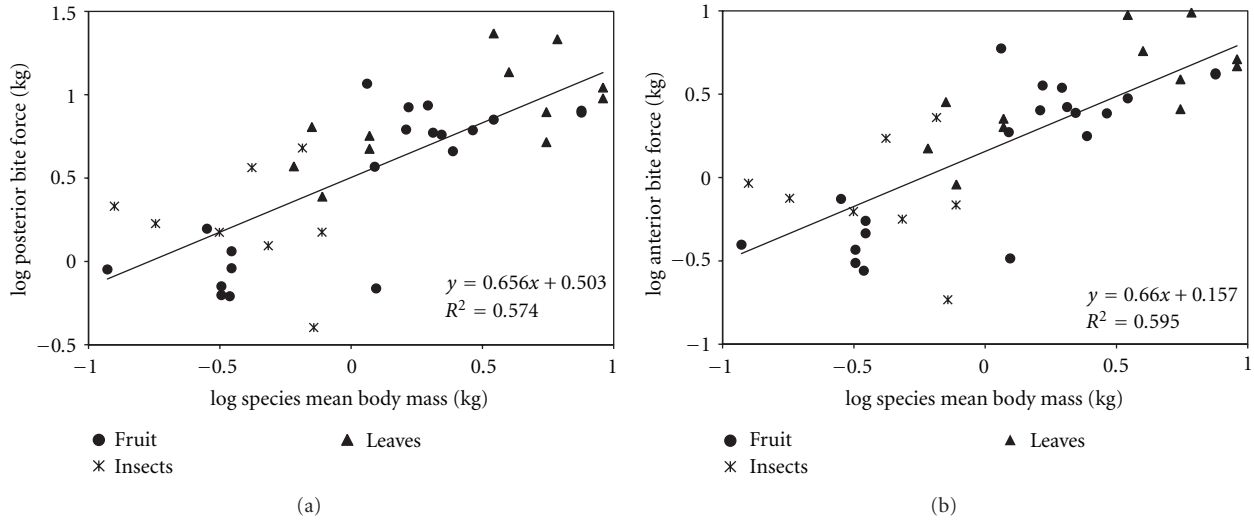 1.5
1
0.5
0
−0.5
−1
−0.5
0
0.5
1
log posterior bite force (kg)
log species mean body mass (kg)
y = 0.656x + 0.503
R² = 0.574
Fruit
Insects
Leaves
(a)
1
0.5
0
−0.5
−1
−1
−0.5
0
0.5
1
log anterior bite force (kg)
log species mean body mass (kg)
y = 0.66x + 0.157
R² = 0.595
Fruit
Insects
Leaves
(b)